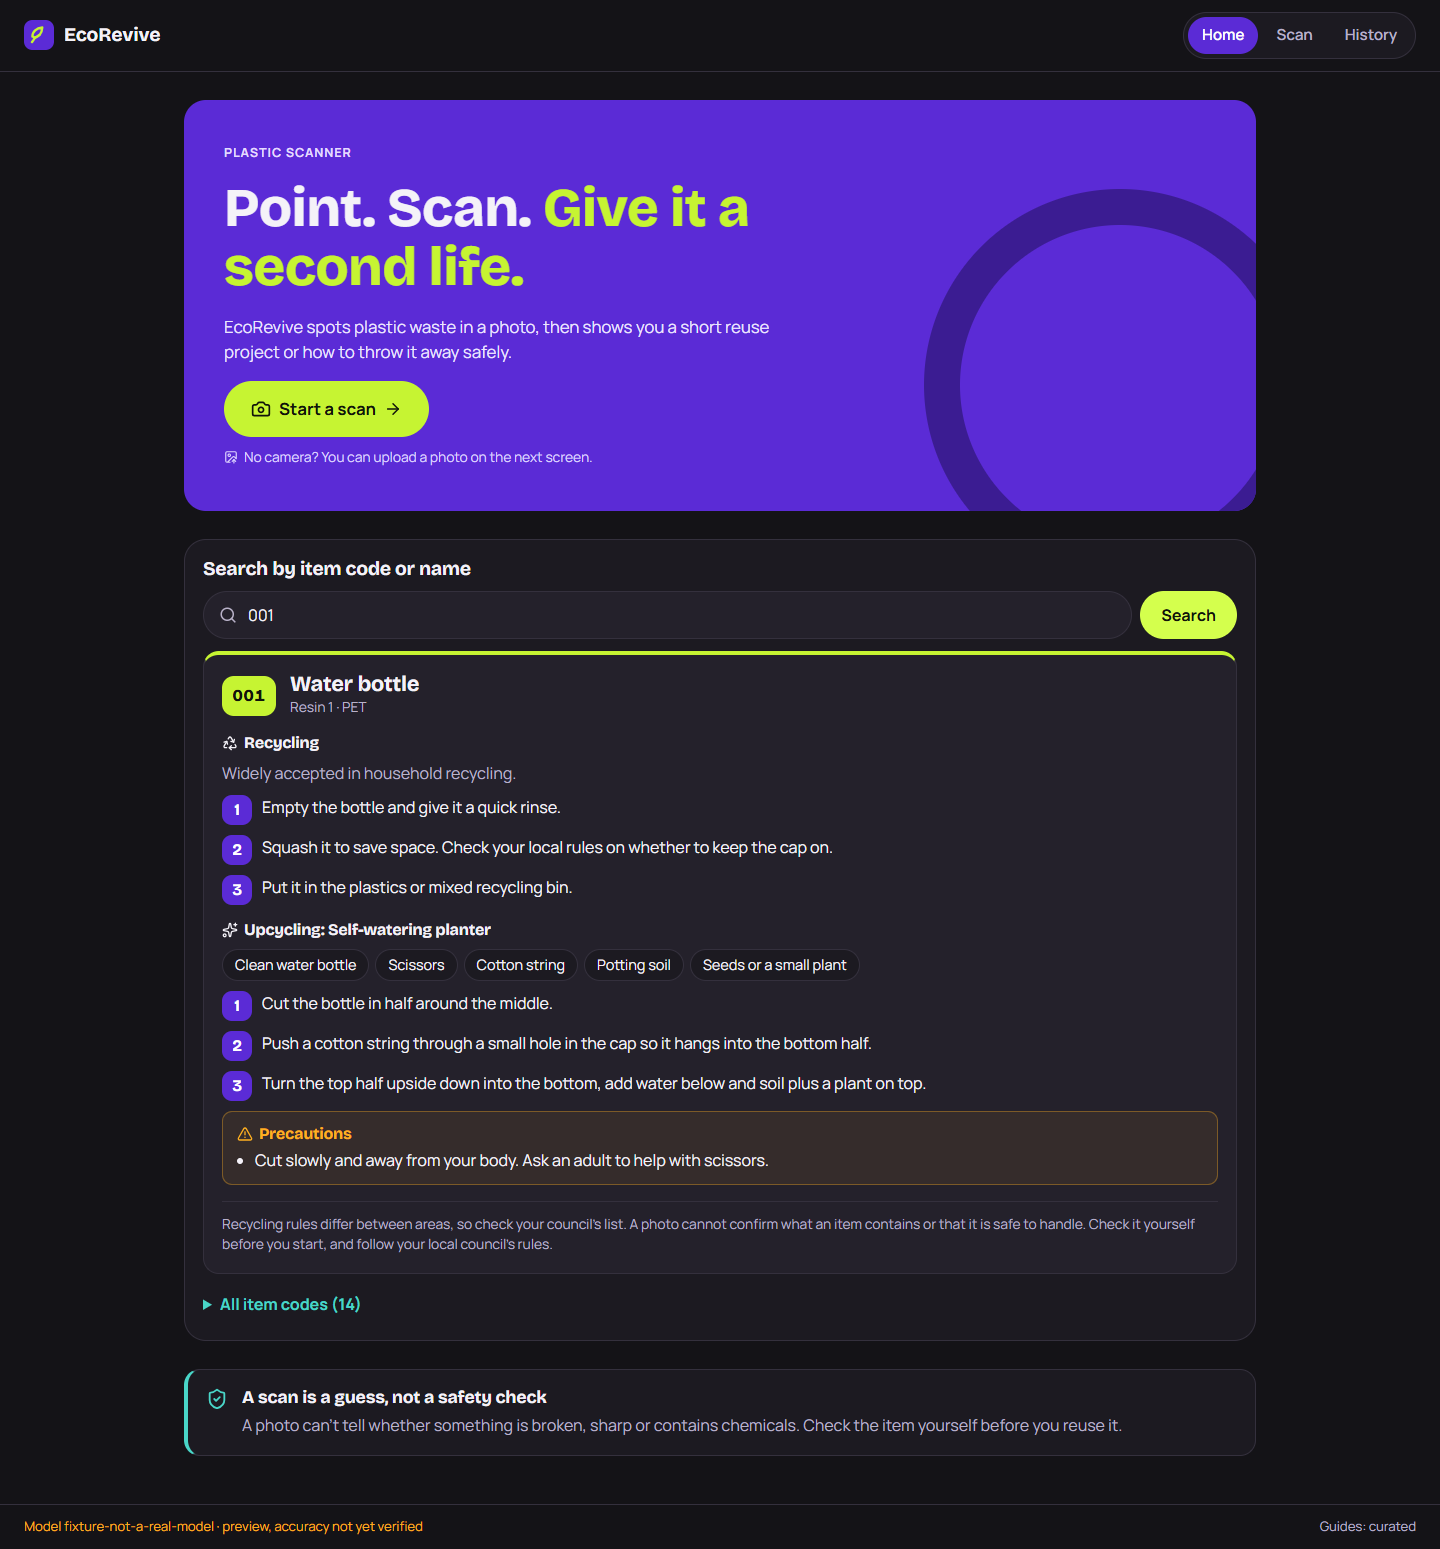 EcoRevive
Home
Scan
History
PLASTIC SCANNER
Point. Scan. Give it a
second life.
EcoRevive spots plastic waste in a photo, then shows you a short reuse
project or how to throw it away safely.
Start a scan
No camera? You can upload a photo on the next screen.
Search by item code or name
001
Search
001
Water bottle
Resin 1 · PET
Recycling
Widely accepted in household recycling.
1 Empty the bottle and give it a quick rinse.
2 Squash it to save space. Check your local rules on whether to keep the cap on.
3 Put it in the plastics or mixed recycling bin.
Upcycling: Self-watering planter
Clean water bottle
Scissors
Cotton string
Potting soil
Seeds or a small plant
1 Cut the bottle in half around the middle.
2 Push a cotton string through a small hole in the cap so it hangs into the bottom half.
3 Turn the top half upside down into the bottom, add water below and soil plus a plant on top.
Precautions
• Cut slowly and away from your body. Ask an adult to help with scissors.
Recycling rules differ between areas, so check your council's list. A photo cannot confirm what an item contains or that it is safe to handle. Check it yourself
before you start, and follow your local council's rules.
All item codes (14)
A scan is a guess, not a safety check
A photo can't tell whether something is broken, sharp or contains chemicals. Check the item yourself before you reuse it.
Model fixture-not-a-real-model · preview, accuracy not yet verified
Guides: curated